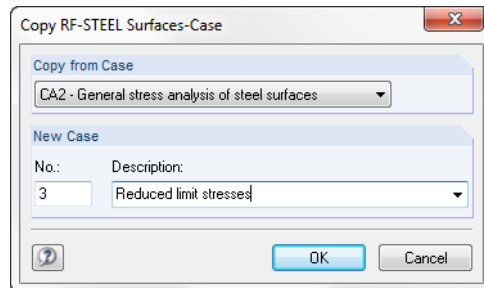 Copy RF-STEEL Surfaces-Case
Copy from Case
CA2 - General stress analysis of steel surfaces
New Case
No.: Description:
3 Reduced limit stresses
OK Cancel